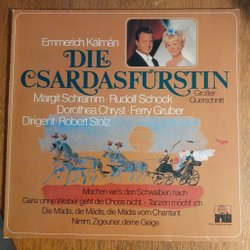 Emmerich Kálmán
DIE
CSARDASFÜRSTIN
Großer
Querschnitt
Margit Schramm · Rudolf Schock
Dorothea Chryst · Ferry Gruber
Dirigent: Robert Stolz
Machen wir's den Schwalben nach
Ganz ohne Weiber geht die Chose nicht · Tanzen möcht ich
Die Mädis, die Mädis, die Mädis vom Chantant
Nimm, Zigeuner, deine Geige